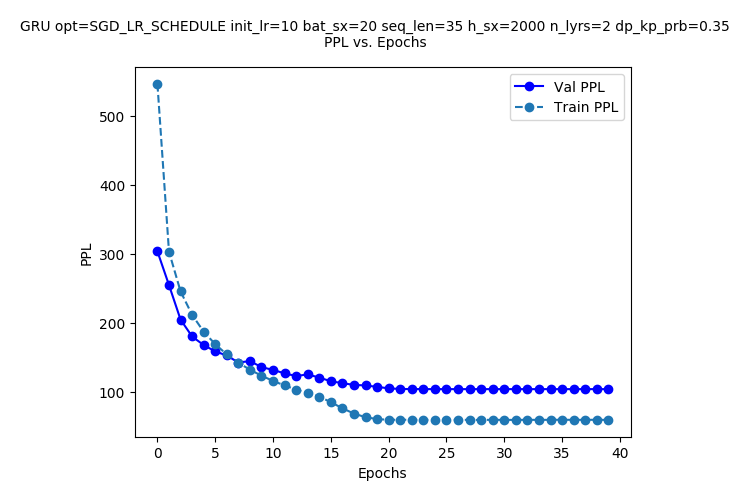 GRU opt=SGD_LR_SCHEDULE init_lr=10 bat_sx=20 seq_len=35 h_sx=2000 n_lyrs=2 dp_kp_prb=0.35
PPL vs. Epochs
Val PPL
Train PPL
500
400
300
200
100
PPL
0 5 10 15 20 25 30 35 40
Epochs